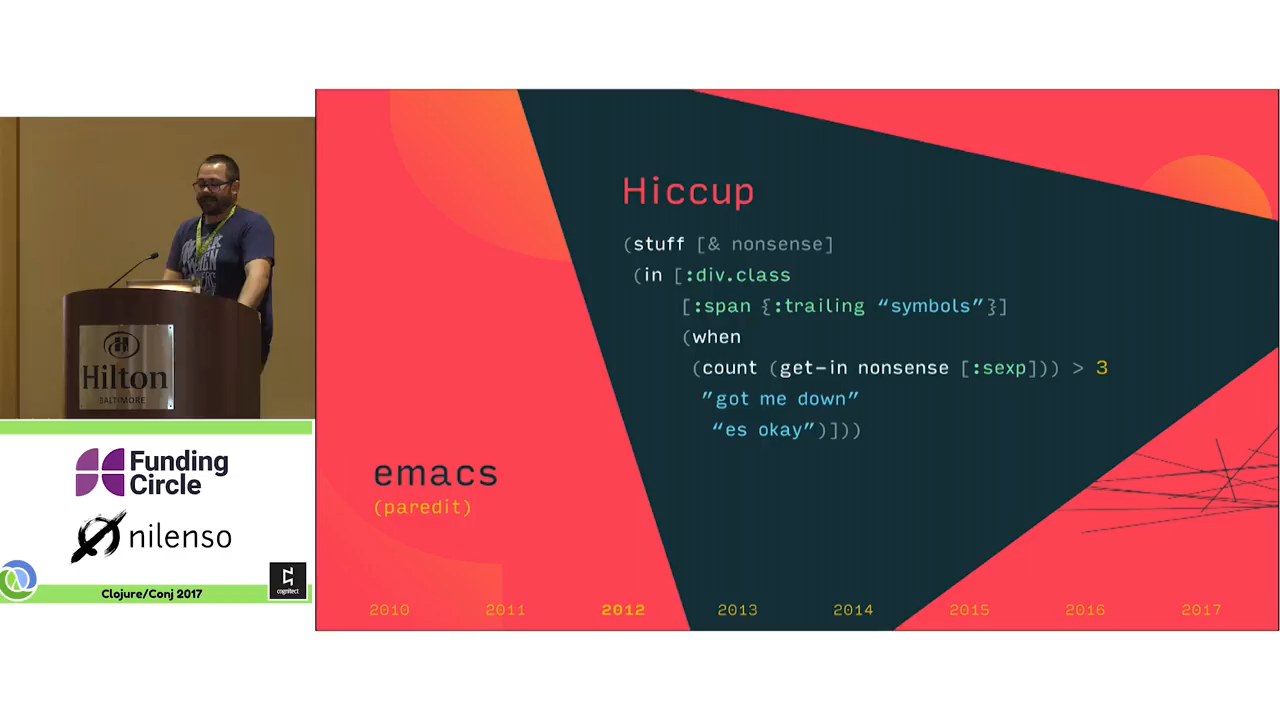 Hiccup
(stuff [& nonsense]
(in [:div.class
[:span {:trailing “symbols”}]
(when
(count (get-in nonsense [:sexp])) > 3
”got me down”
“es okay”)]))
emacs
(paredit)
2010 2011 2012 2013 2014 2015 2016 2017
Hilton
BALTIMORE
Funding
Circle
nilenso
Clojure/Conj 2017
cognitect